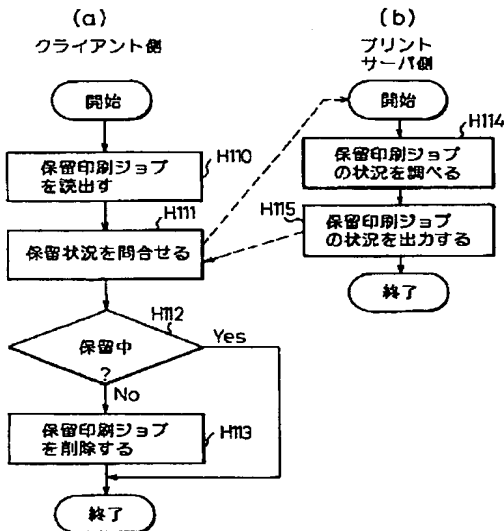 (a)
クライアント側
開始
保留印刷ジョブ
を読出す
H110
H111
保留状況を問合せる
H112
保留中
?
Yes
No
保留印刷ジョブ
を削除する
H113
終了
(b)
プリント
サーバ側
開始
H114
保留印刷ジョブ
の状況を調べる
H115
保留印刷ジョブ
の状況を出力する
終了